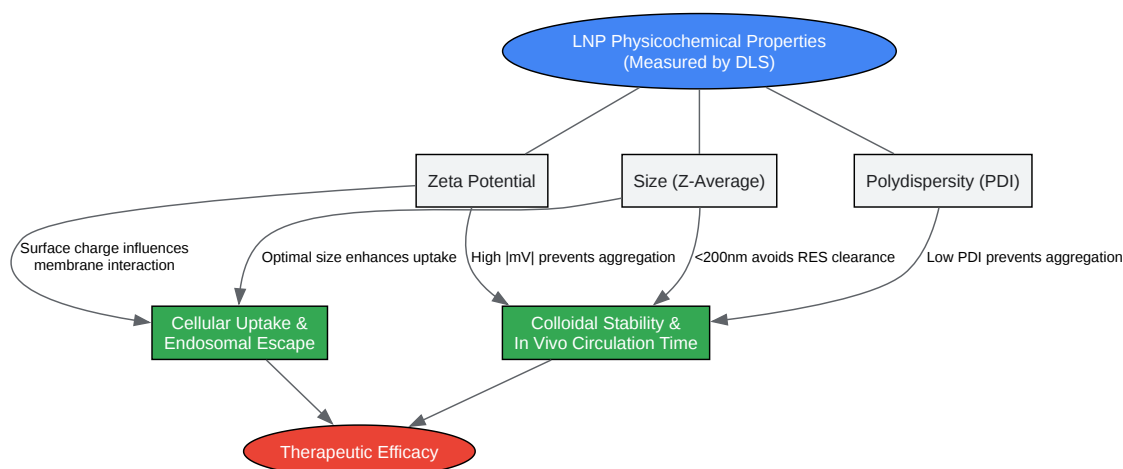 LNP Physicochemical Properties
(Measured by DLS)
Zeta Potential
Size (Z-Average)
Polydispersity (PDI)
Surface charge influences
membrane interaction
Optimal size enhances uptake
High |mV| prevents aggregation
<200nm avoids RES clearance
Low PDI prevents aggregation
Cellular Uptake &
Endosomal Escape
Colloidal Stability &
In Vivo Circulation Time
Therapeutic Efficacy